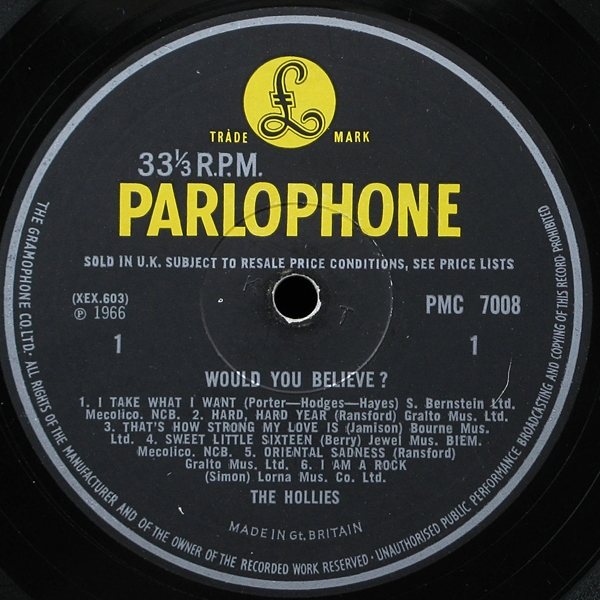 TRADE MARK
33⅓ R.P.M.
PARLOPHONE
SOLD IN U.K. SUBJECT TO RESALE PRICE CONDITIONS, SEE PRICE LISTS
(XEX.603)
℗ 1966
PMC 7008
1
1
WOULD YOU BELIEVE?
1. I TAKE WHAT I WANT (Porter—Hodges—Hayes) S. Bernstein Ltd.
Mecolico. NCB. 2. HARD, HARD YEAR (Ransford) Gralto Mus. Ltd.
3. THAT'S HOW STRONG MY LOVE IS (Jamison) Bourne Mus.
Ltd. 4. SWEET LITTLE SIXTEEN (Berry) Jewel Mus. BIEM.
Mecolico. NCB. 5. ORIENTAL SADNESS (Ransford)
Gralto Mus. Ltd. 6. I AM A ROCK
(Simon) Lorna Mus. Co. Ltd.
THE HOLLIES
MADE IN Gt. BRITAIN
THE GRAMOPHONE CO. LTD. · ALL RIGHTS OF THE MANUFACTURER AND OF THE OWNER OF THE RECORDED WORK RESERVED · UNAUTHORISED PUBLIC PERFORMANCE BROADCASTING AND COPYING OF THIS RECORD PROHIBITED